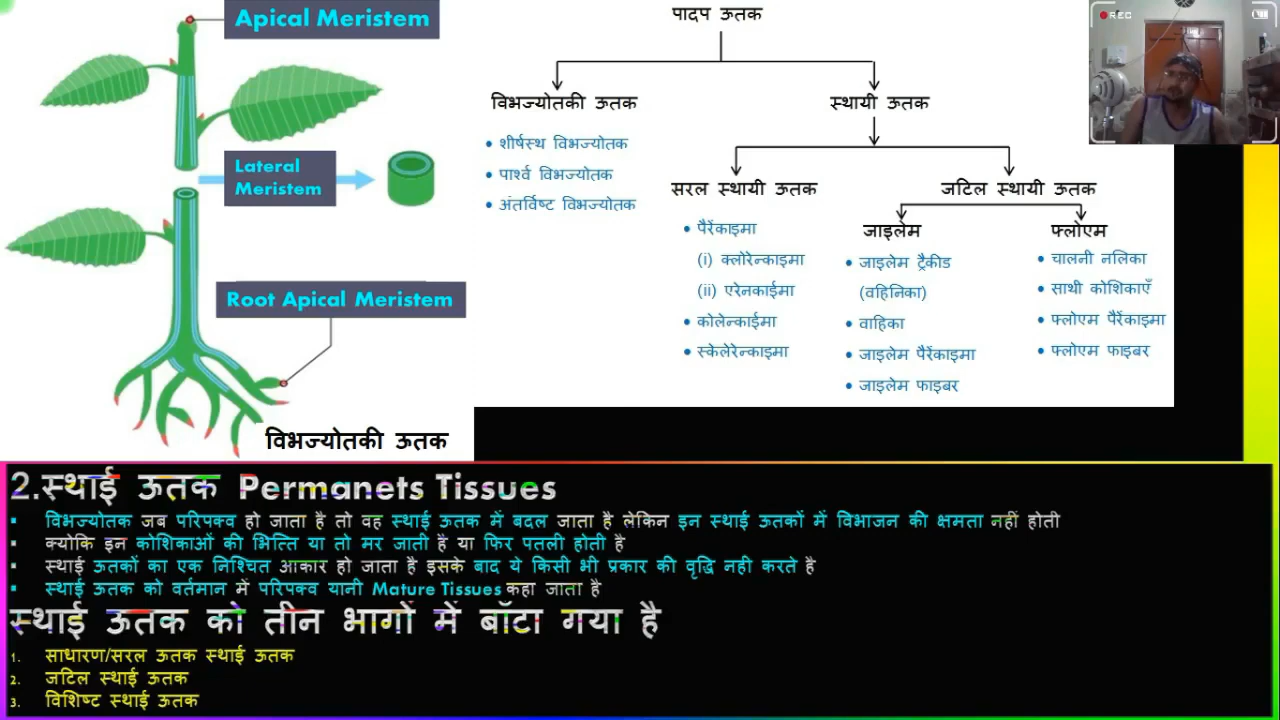 Apical Meristem
Lateral
Meristem
Root Apical Meristem
विभज्योतकी ऊतक
पादप ऊतक
विभज्योतकी ऊतक
• शीर्षस्थ विभज्योतक
• पार्श्व विभज्योतक
• अंतर्विष्ट विभज्योतक
स्थायी ऊतक
सरल स्थायी ऊतक
• पैरेंकाइमा
(i) क्लोरेन्काइमा
(ii) एरेनकाईमा
• कोलेन्काईमा
• स्केलेरेन्काइमा
जटिल स्थायी ऊतक
जाइलेम
• जाइलेम ट्रैकीड
(वहिनिका)
• वाहिका
• जाइलेम पैरेंकाइमा
• जाइलेम फाइबर
फ्लोएम
• चालनी नलिका
• साथी कोशिकाएँ
• फ्लोएम पैरेंकाइमा
• फ्लोएम फाइबर
REC
2.स्थाई ऊतक Permanets Tissues
▪ विभज्योतक जब परिपक्व हो जाता है तो वह स्थाई ऊतक में बदल जाता है लेकिन इन स्थाई ऊतकों में विभाजन की क्षमता नहीं होती
▪ क्योकि इन कोशिकाओं की भित्ति या तो मर जाती है या फिर पतली होती है
▪ स्थाई ऊतकों का एक निश्चित आकार हो जाता है इसके बाद ये किसी भी प्रकार की वृद्धि नही करते है
▪ स्थाई ऊतक को वर्तमान में परिपक्व यानी Mature Tissues कहा जाता है
स्थाई ऊतक को तीन भागों में बाँटा गया है
1. साधारण/सरल ऊतक स्थाई ऊतक
2. जटिल स्थाई ऊतक
3. विशिष्ट स्थाई ऊतक